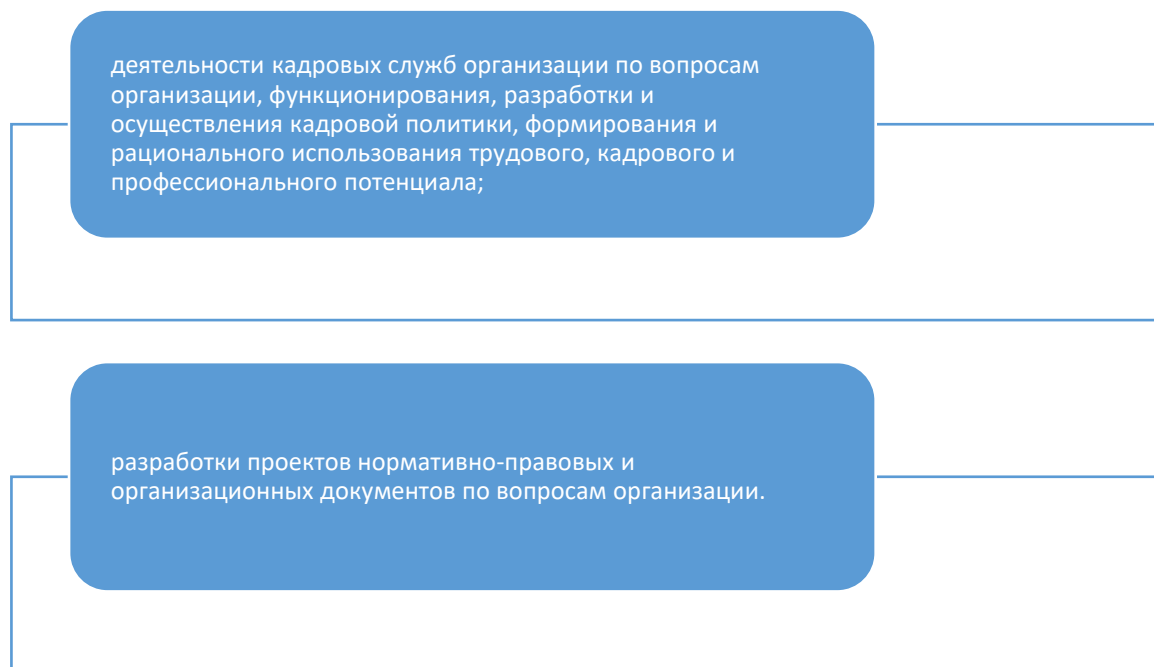 деятельности кадровых служб организации по вопросам
организации, функционирования, разработки и
осуществления кадровой политики, формирования и
рационального использования трудового, кадрового и
профессионального потенциала;
разработки проектов нормативно-правовых и
организационных документов по вопросам организации.